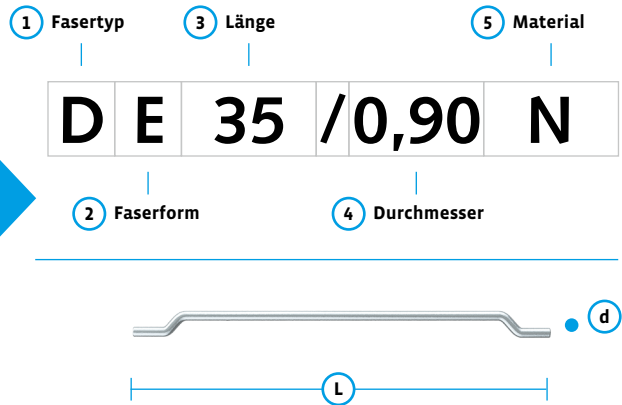 1 Fasertyp 3 Länge 5 Material
D E 35 /0,90 N
2 Faserform 4 Durchmesser
d
L